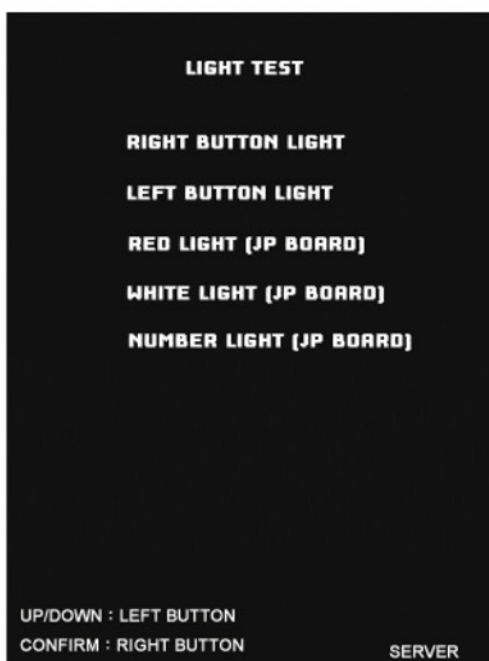 LIGHT TEST
RIGHT BUTTON LIGHT
LEFT BUTTON LIGHT
RED LIGHT (JP BOARD)
WHITE LIGHT (JP BOARD)
NUMBER LIGHT (JP BOARD)
UP/DOWN : LEFT BUTTON
CONFIRM : RIGHT BUTTON
SERVER